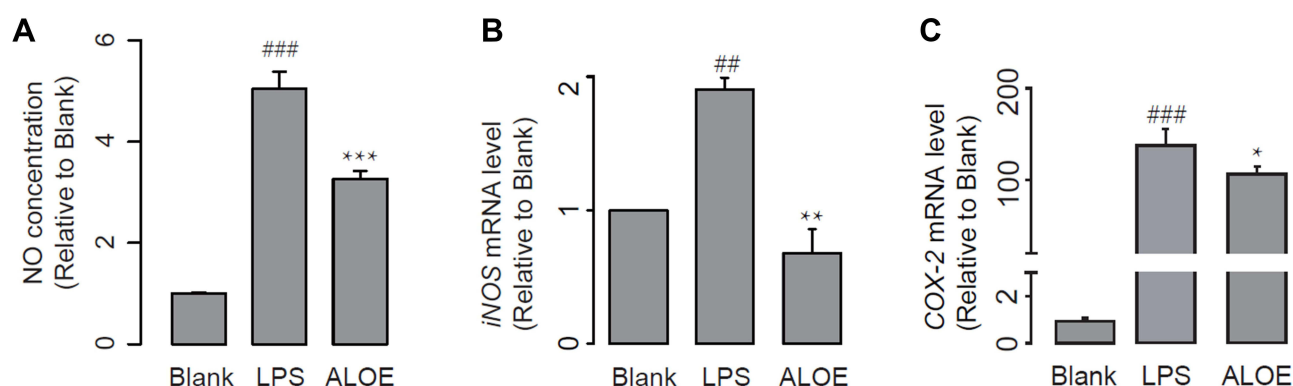 A
NO concentration
(Relative to Blank)
6
4
2
0
###
***
Blank LPS ALOE
B
iNOS mRNA level
(Relative to Blank)
2
1
0
##
**
Blank LPS ALOE
C
COX-2 mRNA level
(Relative to Blank)
200
100
2
0
###
*
Blank LPS ALOE